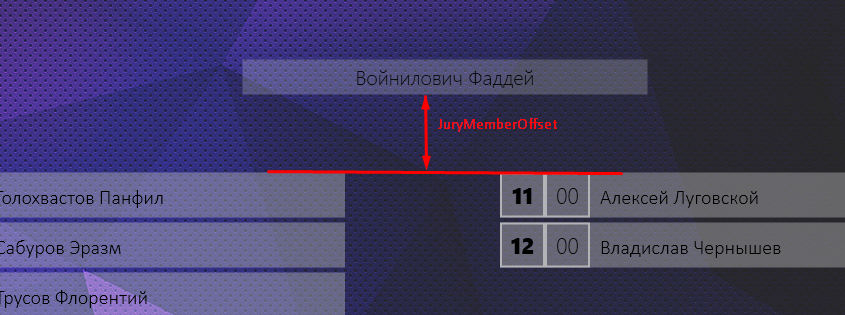 Войнилович Фаддей
JuryMemberOffset
Голохвастов Панфил
11 00 Алексей Луговской
Сабуров Эразм
12 00 Владислав Чернышев
Трусов Флорентий